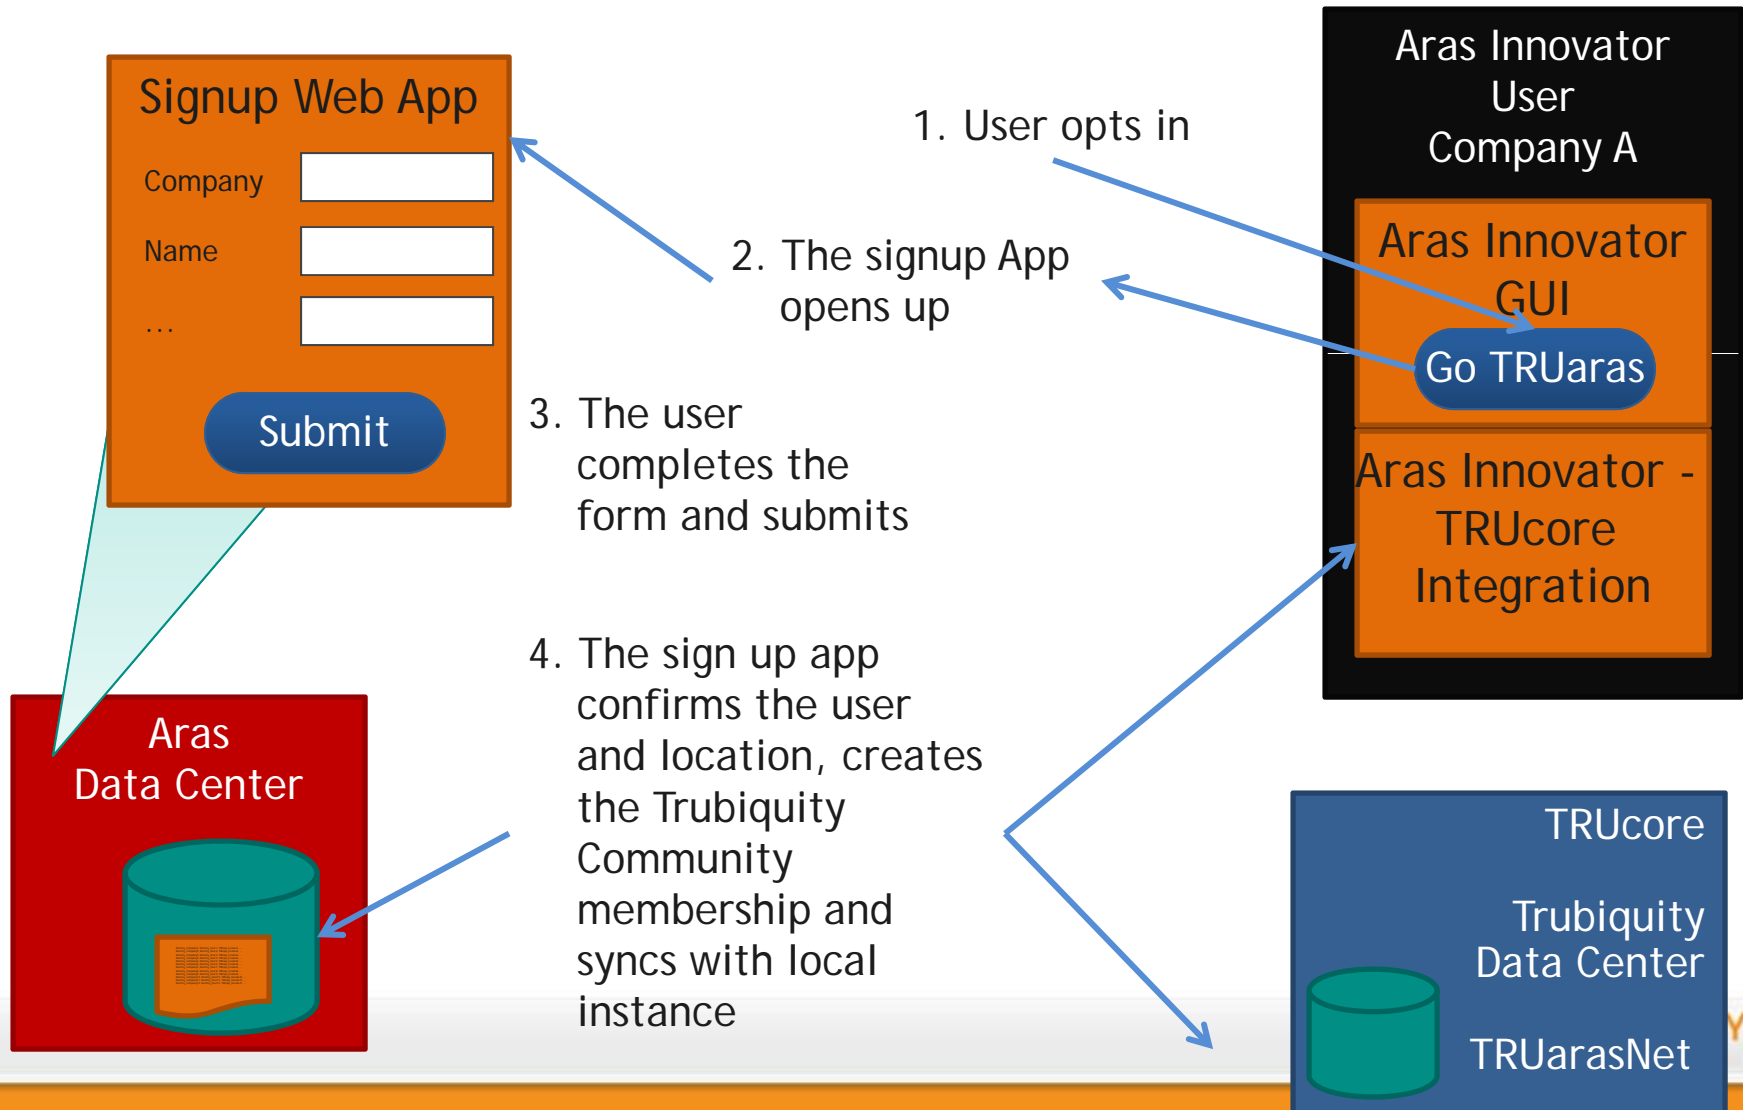 Signup Web App
Company
Name
...
Submit
1. User opts in
2. The signup App
opens up
3. The user
completes the
form and submits
4. The sign up app
confirms the user
and location, creates
the Trubiquity
Community
membership and
syncs with local
instance
Aras Innovator
User
Company A
Aras Innovator
GUI
Go TRUaras
Aras Innovator -
TRUcore
Integration
Aras
Data Center
TRUcore
Trubiquity
Data Center
TRUarasNet
Y